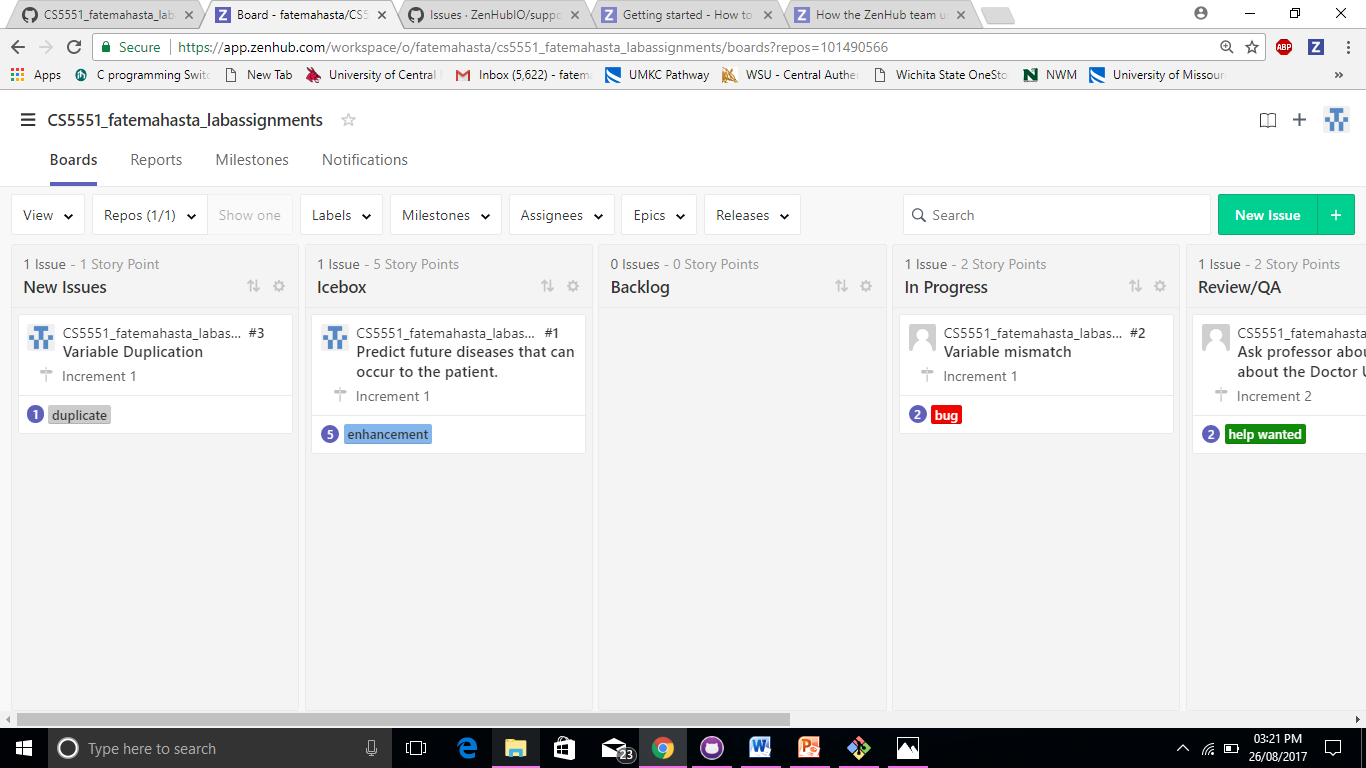 CS5551_fatemahasta_lab
Board - fatemahasta/CS5
Issues · ZenHubIO/suppo
Getting started - How to
How the ZenHub team u
Secure
https://app.zenhub.com/workspace/o/fatemahasta/cs5551_fatemahasta_labassignments/boards?repos=101490566
ABP
Z
Apps
C programming Switc
New Tab
University of Central
Inbox (5,622) - fatema
UMKC Pathway
WSU - Central Authe
Wichita State OneSto
NWM
University of Missour
»
CS5551_fatemahasta_labassignments
Boards
Reports
Milestones
Notifications
View
Repos (1/1)
Show one
Labels
Milestones
Assignees
Epics
Releases
Search
New Issue
+
1 Issue - 1 Story Point
New Issues
CS5551_fatemahasta_labas... #3
Variable Duplication
Increment 1
1 duplicate
1 Issue - 5 Story Points
Icebox
CS5551_fatemahasta_labas... #1
Predict future diseases that can
occur to the patient.
Increment 1
5 enhancement
0 Issues - 0 Story Points
Backlog
1 Issue - 2 Story Points
In Progress
CS5551_fatemahasta_labas... #2
Variable mismatch
Increment 1
2 bug
1 Issue - 2 Story Points
Review/QA
CS5551_fatemahasta
Ask professor abou
about the Doctor U
Increment 2
2 help wanted
Type here to search
23
03:21 PM
26/08/2017